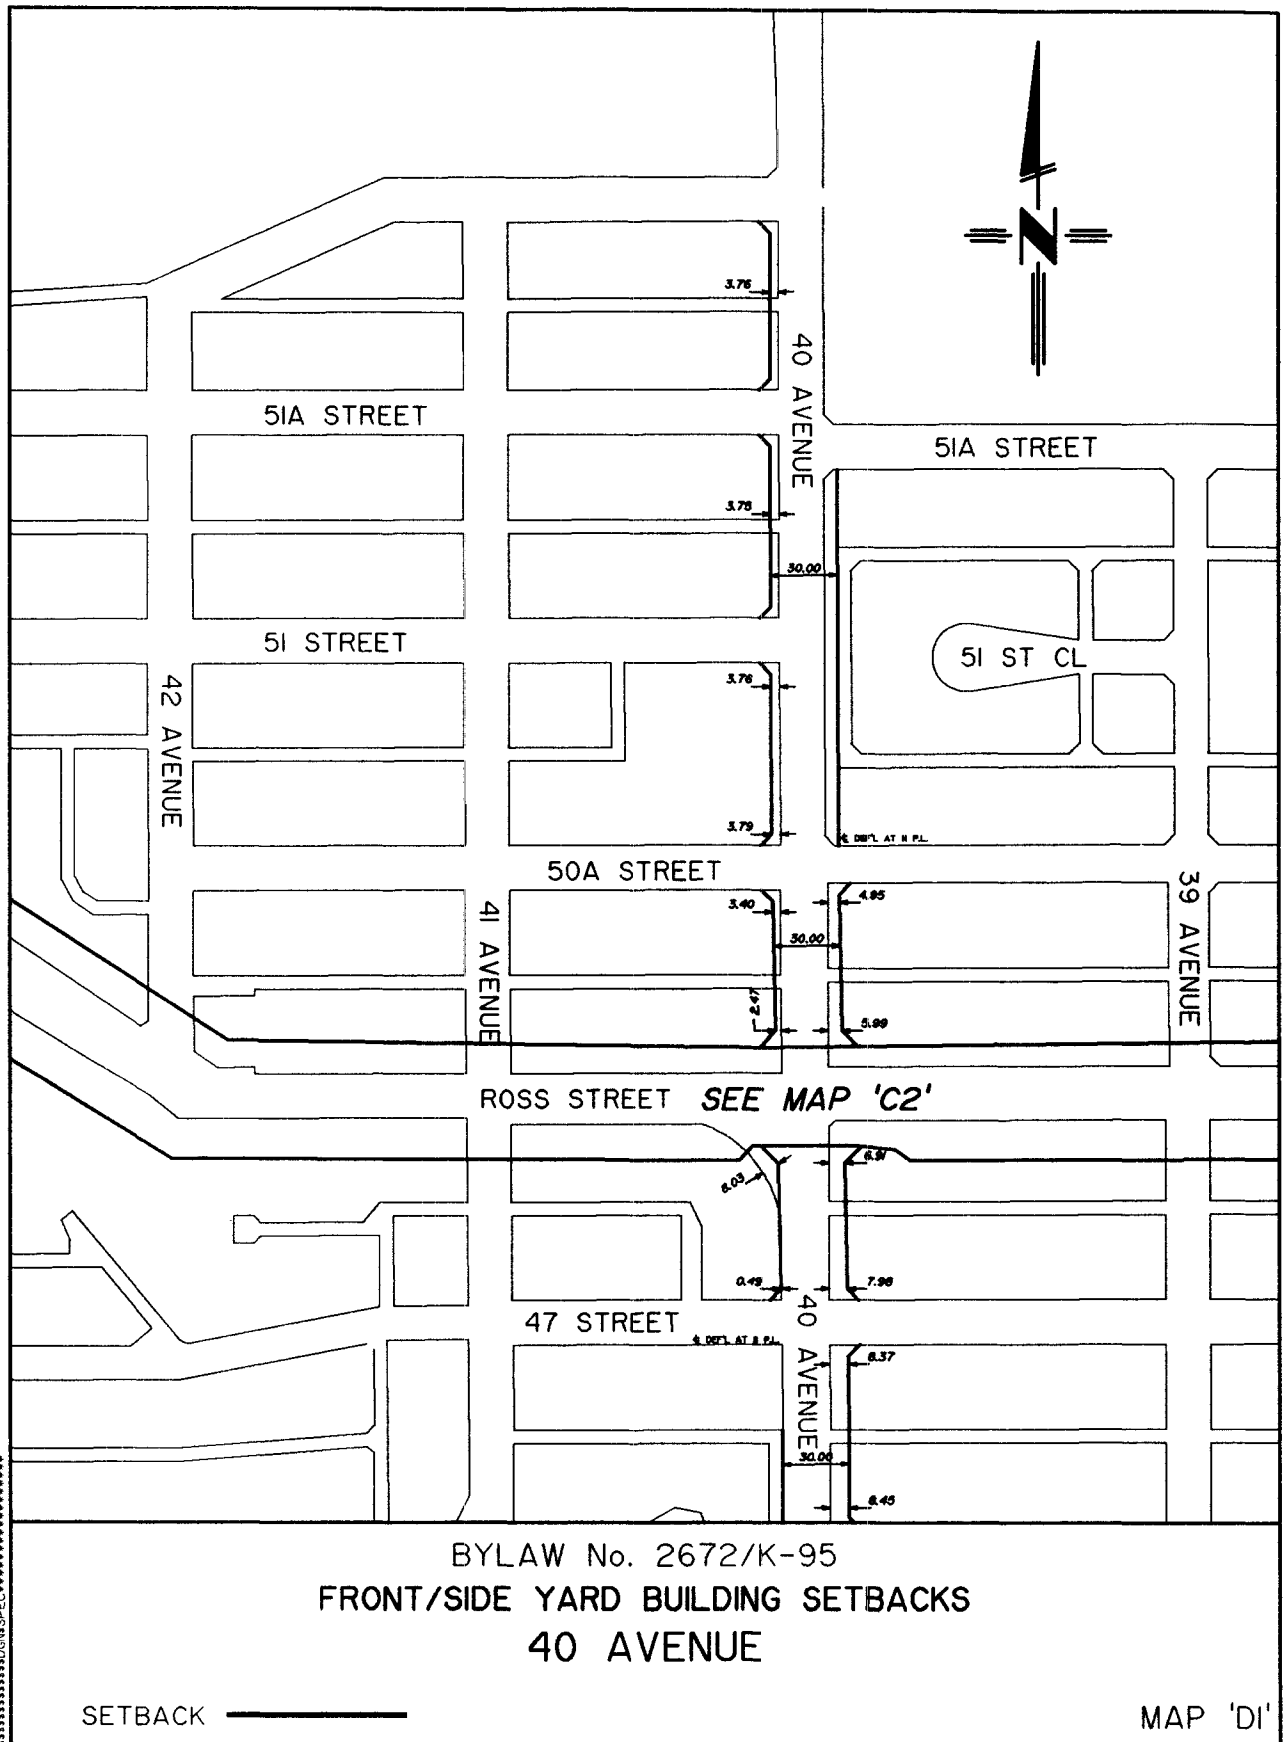 N
3.76
40 AVENUE
51A STREET
51A STREET
3.75
30.00
51 STREET
51 ST CL
42 AVENUE
3.76
3.79
50A STREET
39 AVENUE
41 AVENUE
3.40
4.95
30.00
2.47
5.99
ROSS STREET SEE MAP 'C2'
6.91
6.03
0.49
7.98
47 STREET
40 AVENUE
8.37
30.00
8.45
BYLAW No. 2672/K-95
FRONT/SIDE YARD BUILDING SETBACKS
40 AVENUE
SETBACK
MAP 'D1'